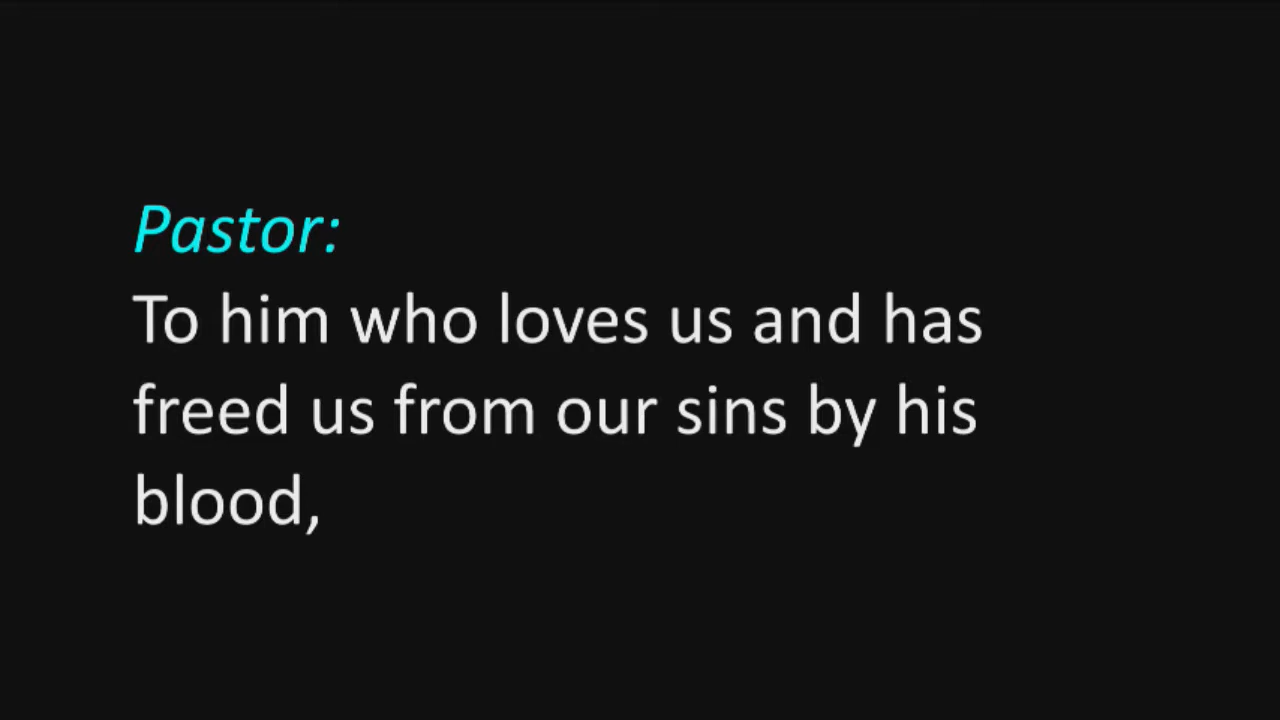 Pastor:
To him who loves us and has
freed us from our sins by his
blood,